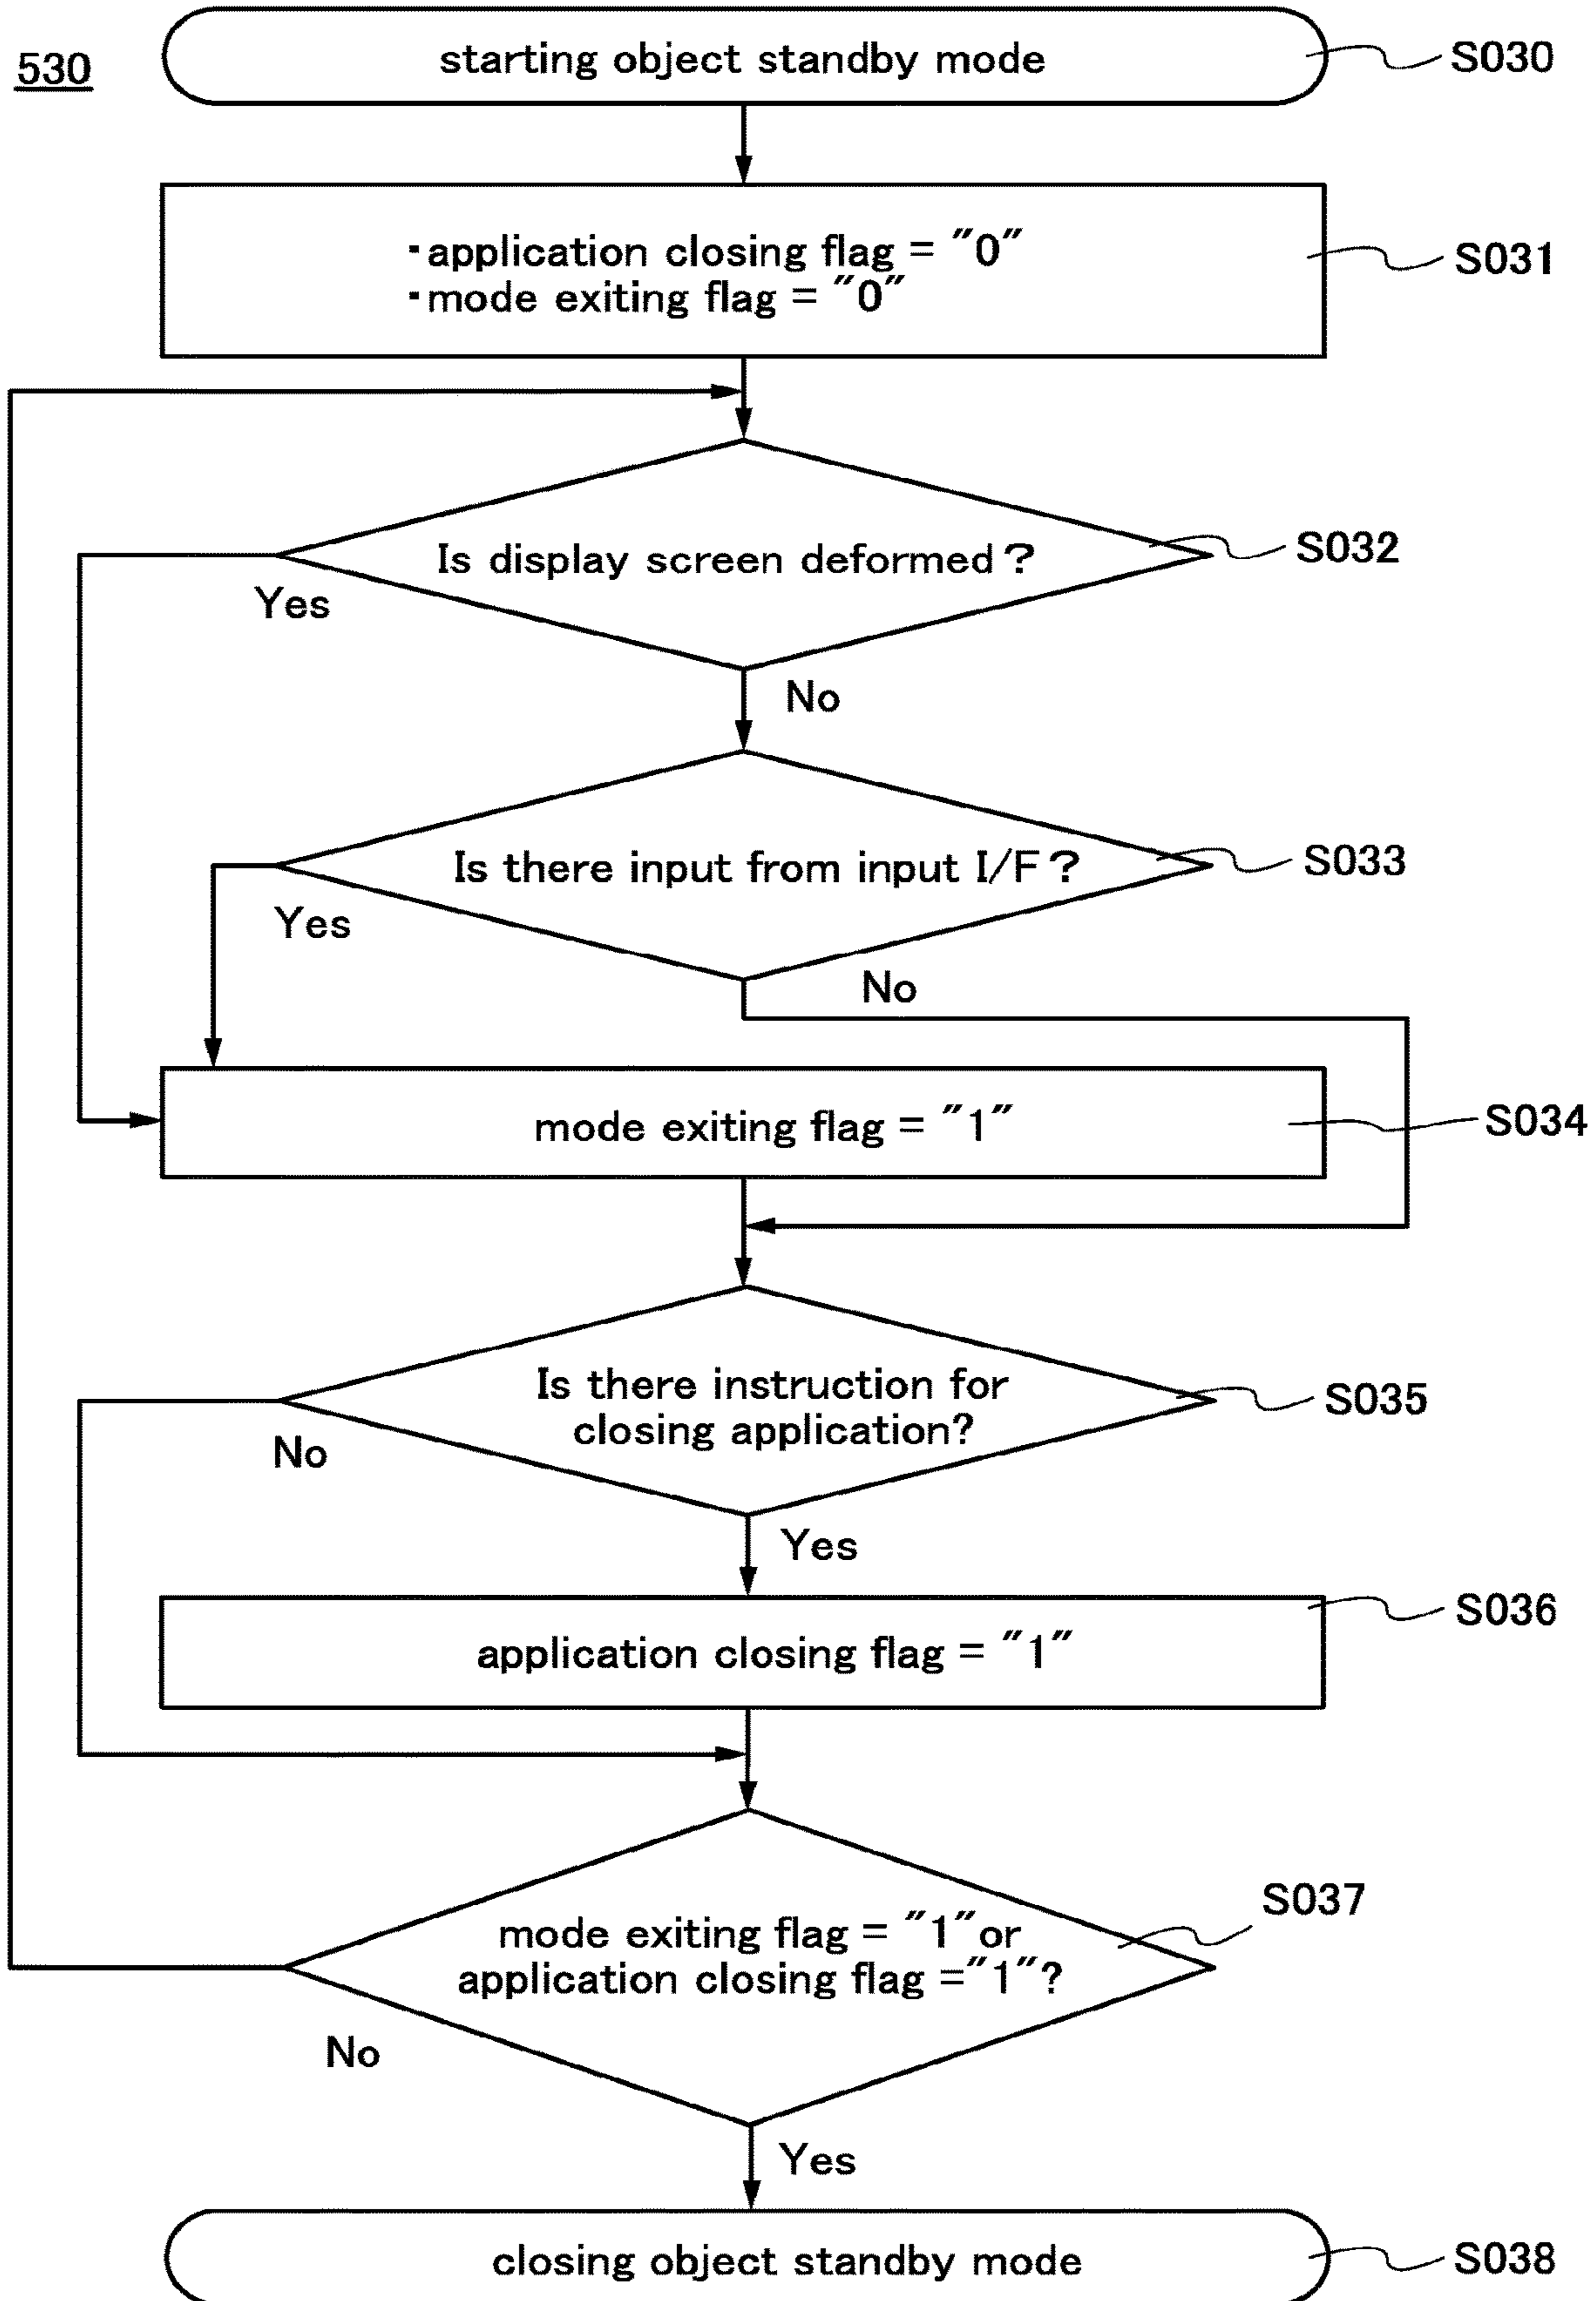 530
starting object standby mode
S030
・application closing flag = ″0″
・mode exiting flag = ″0″
S031
Is display screen deformed?
S032
Yes
No
Is there input from input I/F?
S033
Yes
No
mode exiting flag = ″1″
S034
Is there instruction for
closing application?
S035
No
Yes
application closing flag = ″1″
S036
mode exiting flag = ″1″or
application closing flag =″1″?
S037
No
Yes
closing object standby mode
S038